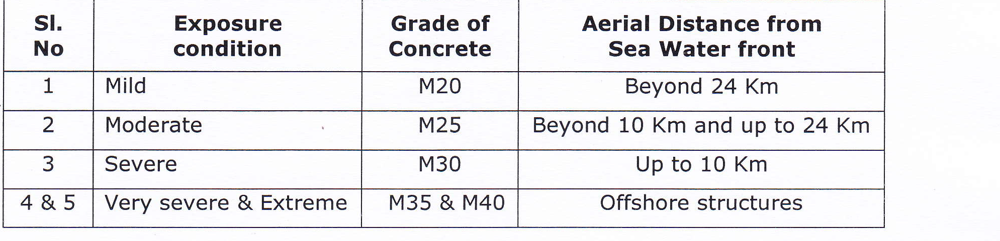 Sl. No Exposure condition Grade of Concrete Aerial Distance from Sea Water front
1 Mild M20 Beyond 24 Km
2 Moderate M25 Beyond 10 Km and up to 24 Km
3 Severe M30 Up to 10 Km
4 & 5 Very severe & Extreme M35 & M40 Offshore structures